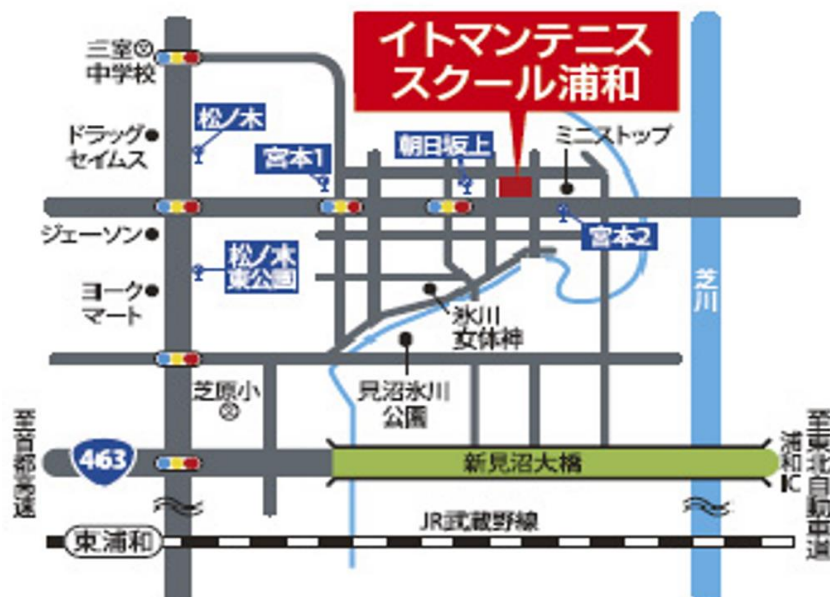 イトマンテニス
スクール浦和
三室
中学校
松ノ木
ドラッグ
セイムス
宮本1
朝日坂上
ミニストップ
ジェーソン
宮本2
松ノ木
東公園
ヨーク
マート
芝川
氷川
女体神
芝原小
見沼氷川
公園
至首都高速
463
新見沼大橋
浦和IC
至東北自動車道
JR武蔵野線
東浦和